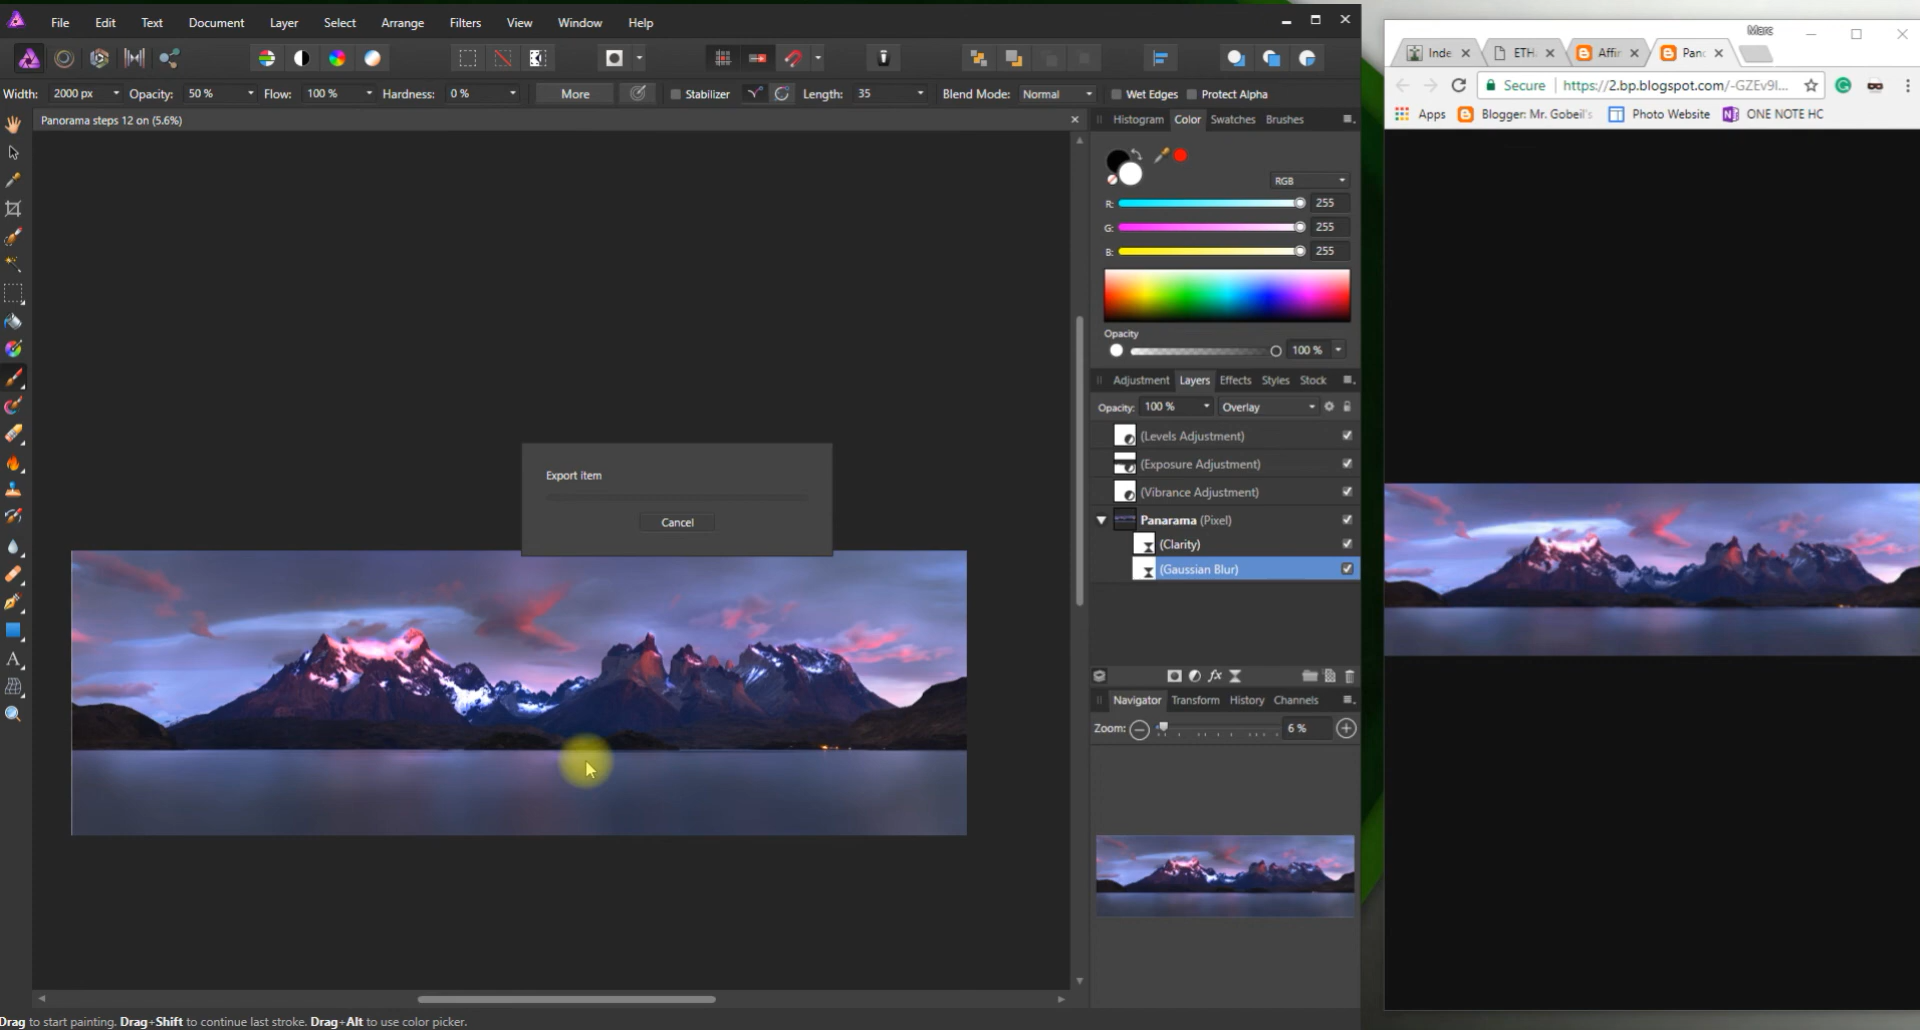 File Edit Text Document Layer Select Arrange Filters View Window Help
Width: 2000 px Opacity: 50 % Flow: 100 % Hardness: 0 % More Stabilizer Length: 35 Blend Mode: Normal Wet Edges Protect Alpha
Panorama steps 12 on (5.6%)
Histogram Color Swatches Brushes
RGB
R: 255
G: 255
B: 255
Opacity
100 %
Adjustment Layers Effects Styles Stock
Opacity: 100 % Overlay
(Levels Adjustment)
(Exposure Adjustment)
(Vibrance Adjustment)
Panarama (Pixel)
(Clarity)
(Gaussian Blur)
Navigator Transform History Channels
Zoom: 6 %
Export item
Cancel
Drag to start painting. Drag+Shift to continue last stroke. Drag+Alt to use color picker.
Marc
Inde ETH Affin Pano
Secure https://2.bp.blogspot.com/-GZEv9I...
Apps Blogger: Mr. Gobeil's Photo Website ONE NOTE HC